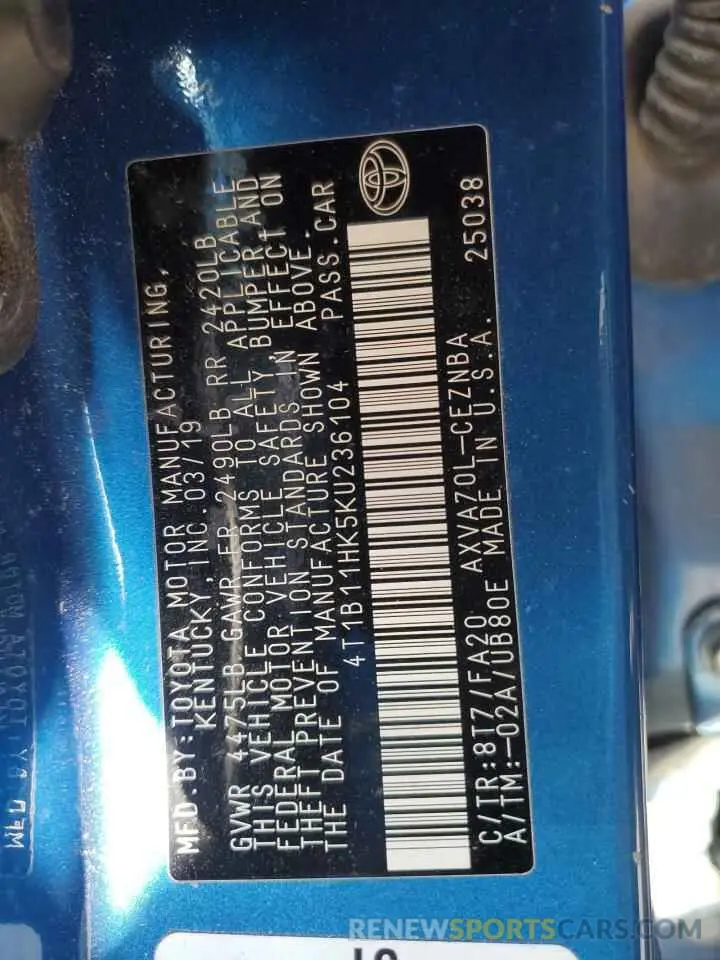 MFD.BY:TOYOTA MOTOR MANUFACTURING,
KENTUCKY, INC.03/19
GVWR 4475LB GAWR FR 2490LB RR 2420LB
THIS VEHICLE CONFORMS TO ALL APPLICABLE
FEDERAL MOTOR VEHICLE SAFETY, BUMPER, AND
THEFT PREVENTION STANDARDS IN EFFECT ON
THE DATE OF MANUFACTURE SHOWN ABOVE.
4T1B11HK5KU236104 PASS.CAR
C/TR:8T7/FA20 AXVA70L-CEZNBA 25038
A/TM:-02A/UB80E MADE IN U.S.A.
RENEWSPORTSCARS.COM